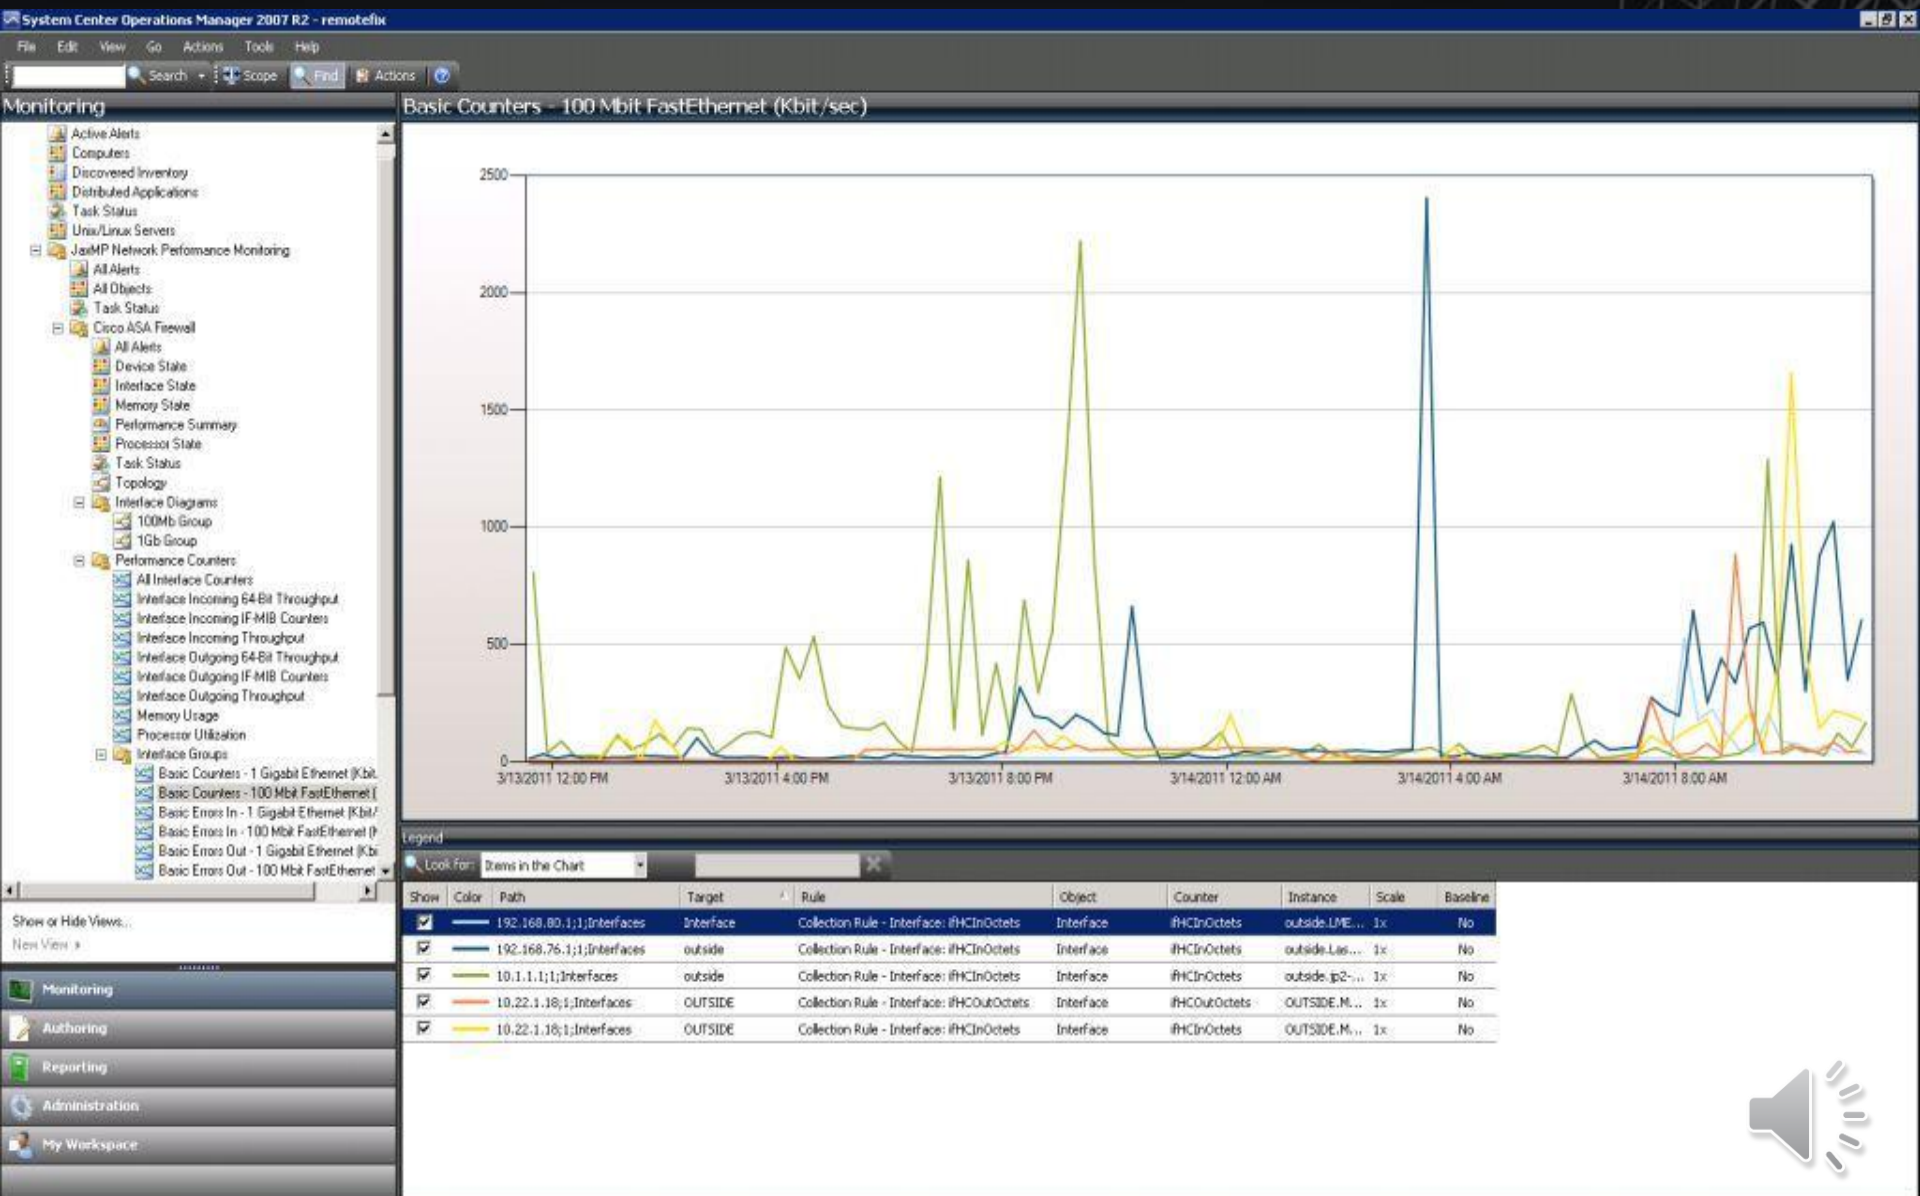 System Center Operations Manager 2007 R2 - remotefix
File Edit View Go Actions Tools Help
Search Scope Find Actions
Monitoring
Active Alerts
Computers
Discovered Inventory
Distributed Applications
Task Status
Unix/Linux Servers
JaxMP Network Performance Monitoring
All Alerts
All Objects
Task Status
Cisco ASA Firewall
All Alerts
Device State
Interface State
Memory State
Performance Summary
Processor State
Task Status
Topology
Interface Diagrams
100Mb Group
1Gb Group
Performance Counters
All Interface Counters
Interface Incoming 64-Bit Throughput
Interface Incoming IF-MIB Counters
Interface Incoming Throughput
Interface Outgoing 64-Bit Throughput
Interface Outgoing IF-MIB Counters
Interface Outgoing Throughput
Memory Usage
Processor Utilization
Interface Groups
Basic Counters - 1 Gigabit Ethernet (Kbit.
Basic Counters - 100 Mbit FastEthernet (
Basic Errors In - 1 Gigabit Ethernet (Kbit/
Basic Errors In - 100 Mbit FastEthernet (
Basic Errors Out - 1 Gigabit Ethernet (Kbi
Basic Errors Out - 100 Mbit FastEthernet
Show or Hide Views...
New View
Monitoring
Authoring
Reporting
Administration
My Workspace
Basic Counters - 100 Mbit FastEthernet (Kbit/sec)
2500
2000
1500
1000
500
0
3/13/2011 12:00 PM 3/13/2011 4:00 PM 3/13/2011 8:00 PM 3/14/2011 12:00 AM 3/14/2011 4:00 AM 3/14/2011 8:00 AM
Legend
Look for: Items in the Chart
Show Color Path Target Rule Object Counter Instance Scale Baseline
192.168.80.1;1;Interfaces Interface Collection Rule - Interface: ifHCInOctets Interface ifHCInOctets outside.LME... 1x No
192.168.76.1;1;Interfaces outside Collection Rule - Interface: ifHCInOctets Interface ifHCInOctets outside.Las... 1x No
10.1.1.1;1;Interfaces outside Collection Rule - Interface: ifHCInOctets Interface ifHCInOctets outside.jp2-... 1x No
10.22.1.18;1;Interfaces OUTSIDE Collection Rule - Interface: ifHCOutOctets Interface ifHCOutOctets OUTSIDE.M... 1x No
10.22.1.18;1;Interfaces OUTSIDE Collection Rule - Interface: ifHCInOctets Interface ifHCInOctets OUTSIDE.M... 1x No